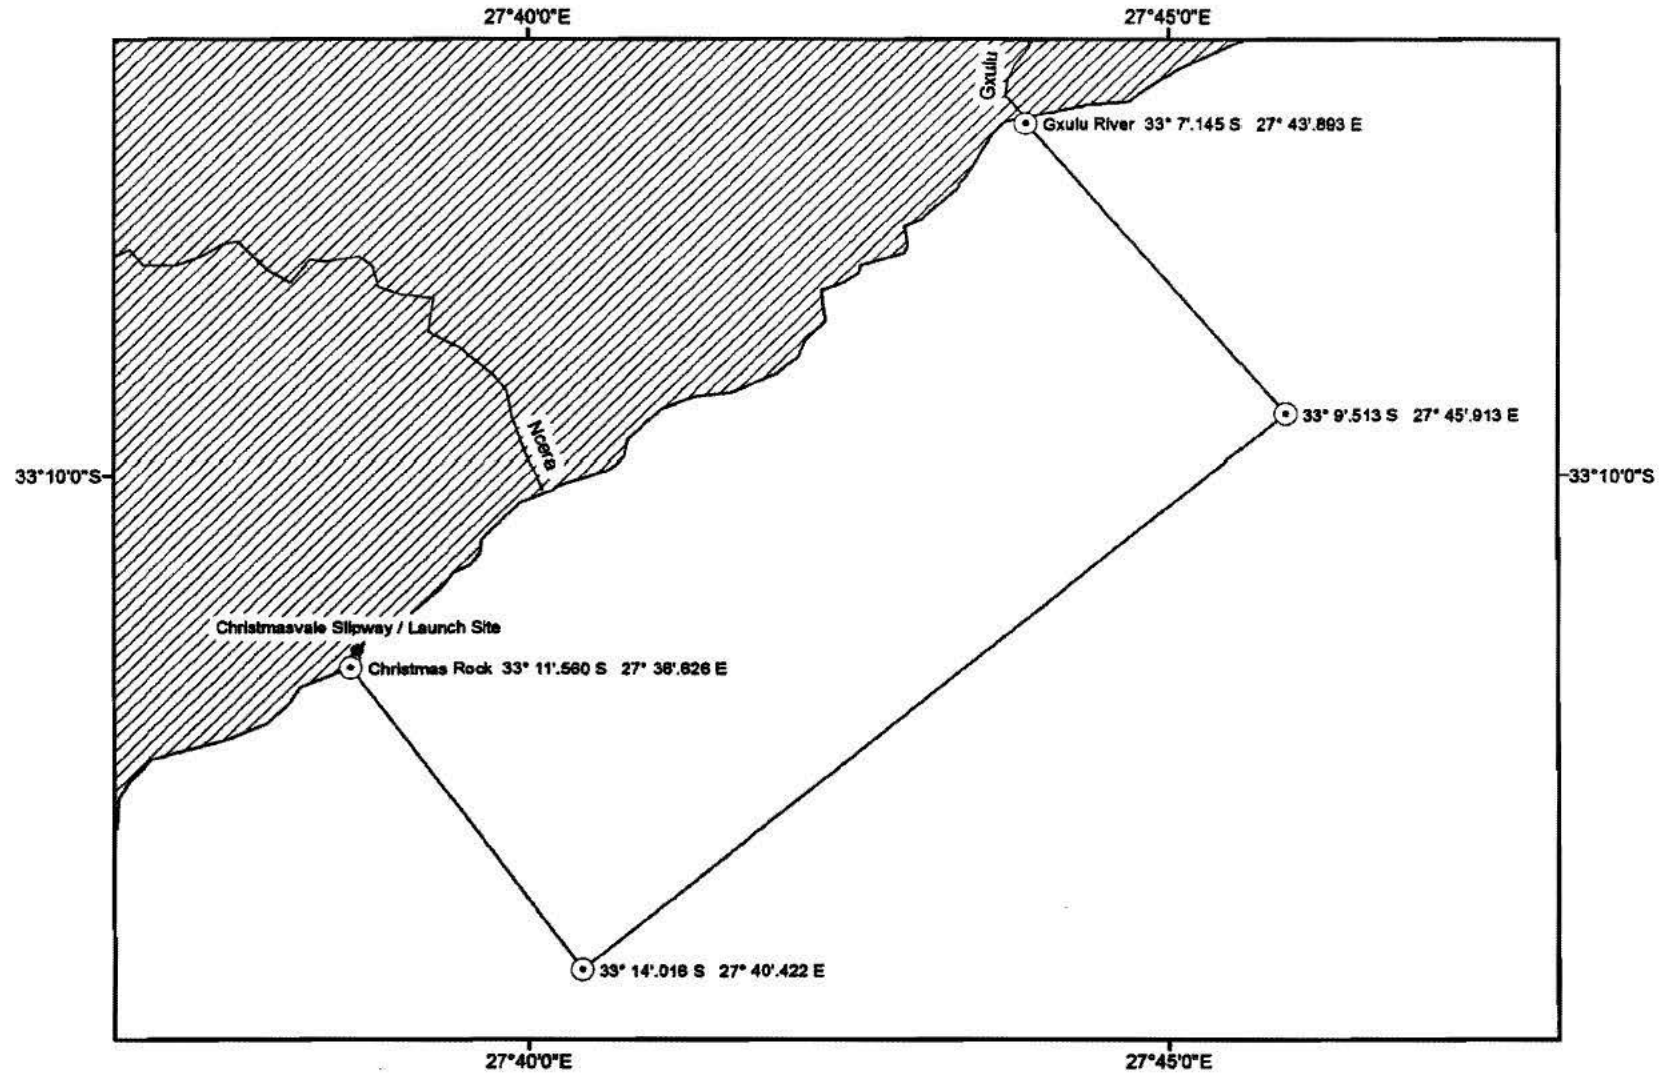 27°40'0"E 27°45'0"E
Gxulu
Gxulu River 33° 7'.145 S 27° 43'.893 E
33° 9'.513 S 27° 45'.913 E
Ncera
33°10'0"S 33°10'0"S
Christmasvale Slipway / Launch Site
Christmas Rock 33° 11'.560 S 27° 38'.626 E
33° 14'.016 S 27° 40'.422 E
27°40'0"E 27°45'0"E